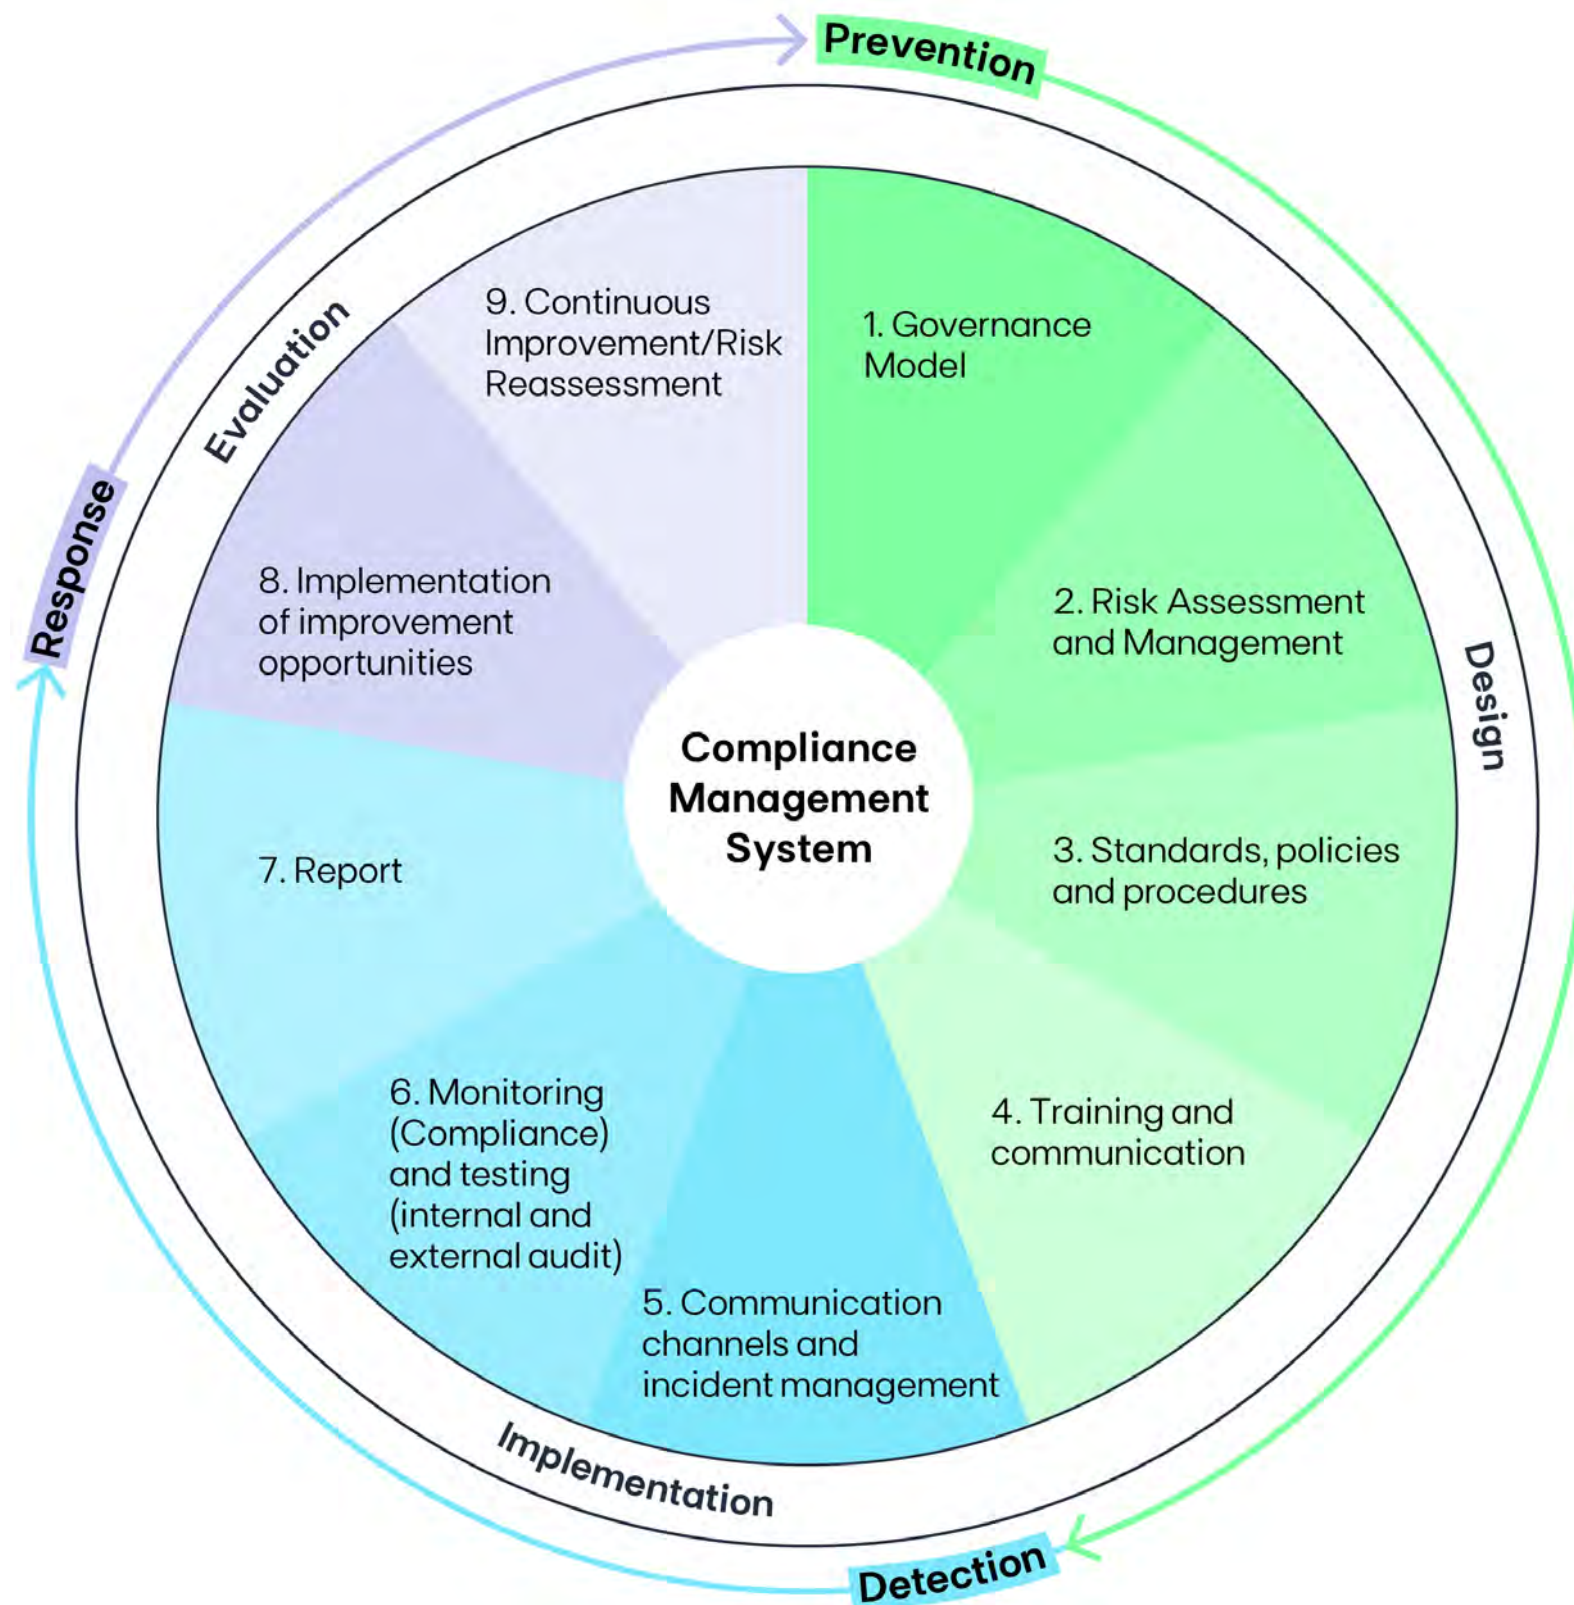 Prevention
1. Governance
Model
2. Risk Assessment
and Management
Design
3. Standards, policies
and procedures
4. Training and
communication
Detection
5. Communication
channels and
incident management
Implementation
6. Monitoring
(Compliance)
and testing
(internal and
external audit)
7. Report
Response
8. Implementation
of improvement
opportunities
Evaluation
9. Continuous
Improvement/Risk
Reassessment
Compliance
Management
System